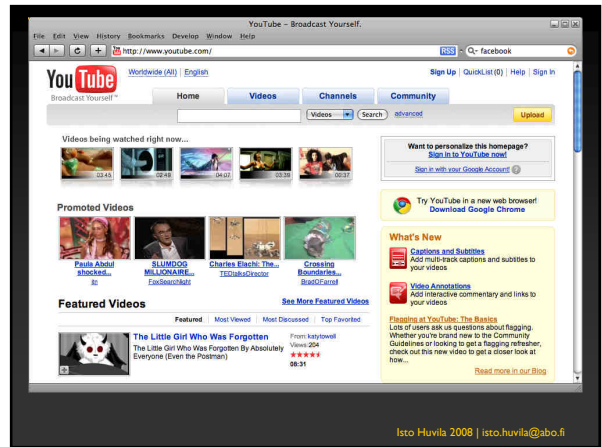 YouTube - Broadcast Yourself.
File Edit View History Bookmarks Develop Window Help
http://www.youtube.com/
RSS
facebook
YouTube
Broadcast Yourself™
Worldwide (All) | English
Sign Up | QuickList (0) | Help | Sign In
Home Videos Channels Community
Videos Search advanced Upload
Videos being watched right now...
03:45 02:49 04:07 03:39 00:37
Want to personalize this homepage?
Sign in to YouTube now!
Sign in with your Google Account!
Try YouTube in a new web browser!
Download Google Chrome
Promoted Videos
Paula Abdul shocked...
itn
SLUMDOG MILLIONAIRE...
FoxSearchlight
Charles Elachi: The...
TEDtalksDirector
Crossing Boundaries...
BradOFarrell
What's New
Captions and Subtitles
Add multi-track captions and subtitles to
your videos
Video Annotations
Add interactive commentary and links to
your videos
Flagging at YouTube: The Basics
Lots of users ask us questions about flagging.
Whether you're brand new to the Community
Guidelines or looking to get a flagging refresher,
check out this new video to get a closer look at
how...
Read more in our Blog
Featured Videos
See More Featured Videos
Featured | Most Viewed | Most Discussed | Top Favorited
The Little Girl Who Was Forgotten
The Little Girl Who Was Forgotten By Absolutely
Everyone (Even the Postman)
From: katytowell
Views: 204
08:31
Isto Huvila 2008 | isto.huvila@abo.fi